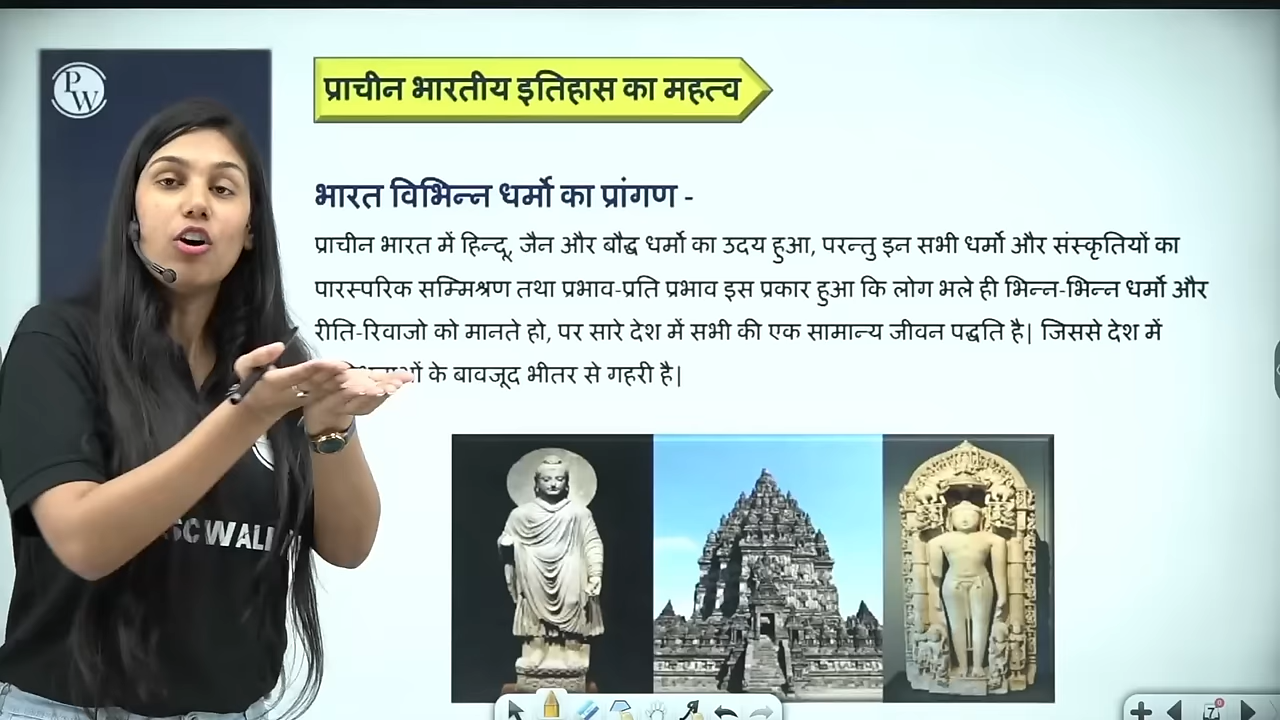 PW
प्राचीन भारतीय इतिहास का महत्व
भारत विभिन्न धर्मो का प्रांगण -
प्राचीन भारत में हिन्दू, जैन और बौद्ध धर्मो का उदय हुआ, परन्तु इन सभी धर्मो और संस्कृतियों का
पारस्परिक सम्मिश्रण तथा प्रभाव-प्रति प्रभाव इस प्रकार हुआ कि लोग भले ही भिन्न-भिन्न धर्मो और
रीति-रिवाजो को मानते हो, पर सारे देश में सभी की एक सामान्य जीवन पद्धति है| जिससे देश में
के बावजूद भीतर से गहरी है|
7